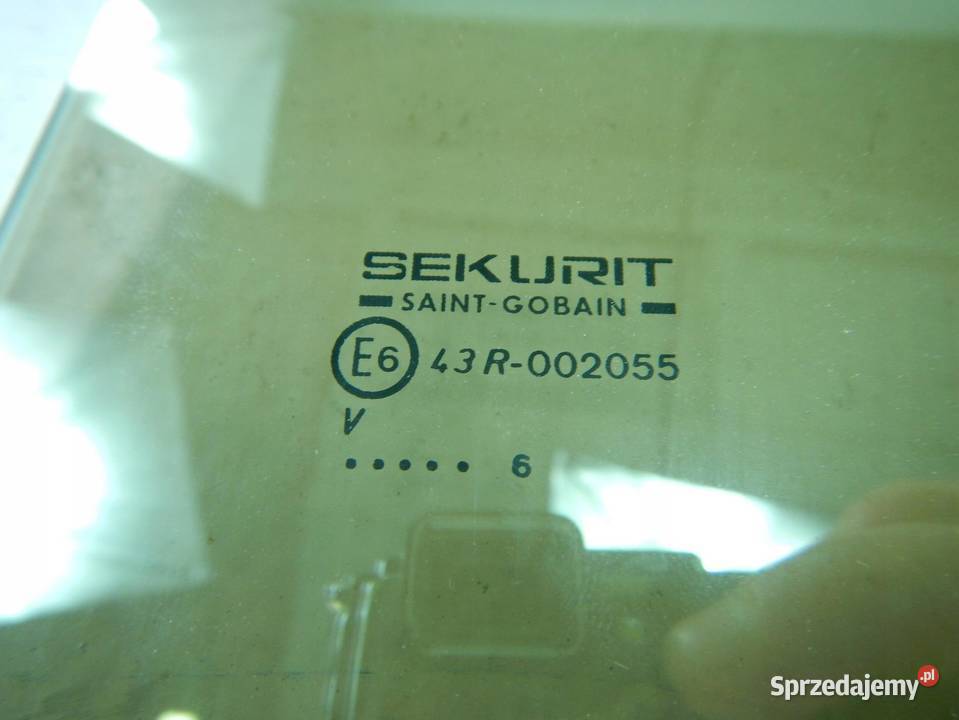 SEKURIT
SAINT-GOBAIN
E6 43R-002055
V
..... 6
Sprzedajemy.pl